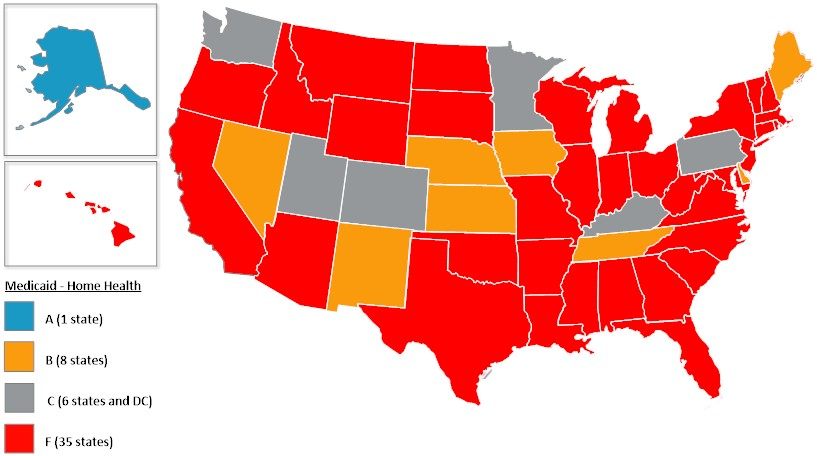 Medicaid - Home Health
A (1 state)
B (8 states)
C (6 states and DC)
F (35 states)